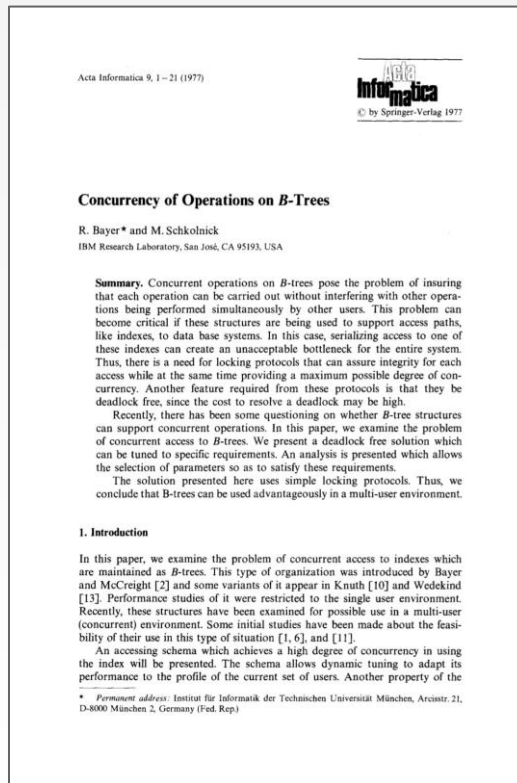 Acta Informatica 9, 1–21 (1977)
Acta
Informatica
© by Springer-Verlag 1977
Concurrency of Operations on B-Trees
R. Bayer* and M. Schkolnick
IBM Research Laboratory, San José, CA 95193, USA
Summary. Concurrent operations on B-trees pose the problem of insuring
that each operation can be carried out without interfering with other opera-
tions being performed simultaneously by other users. This problem can
become critical if these structures are being used to support access paths,
like indexes, to data base systems. In this case, serializing access to one of
these indexes can create an unacceptable bottleneck for the entire system.
Thus, there is a need for locking protocols that can assure integrity for each
access while at the same time providing a maximum possible degree of con-
currency. Another feature required from these protocols is that they be
deadlock free, since the cost to resolve a deadlock may be high.
Recently, there has been some questioning on whether B-tree structures
can support concurrent operations. In this paper, we examine the problem
of concurrent access to B-trees. We present a deadlock free solution which
can be tuned to specific requirements. An analysis is presented which allows
the selection of parameters so as to satisfy these requirements.
The solution presented here uses simple locking protocols. Thus, we
conclude that B-trees can be used advantageously in a multi-user environment.
1. Introduction
In this paper, we examine the problem of concurrent access to indexes which
are maintained as B-trees. This type of organization was introduced by Bayer
and McCreight [2] and some variants of it appear in Knuth [10] and Wedekind
[13]. Performance studies of it were restricted to the single user environment.
Recently, these structures have been examined for possible use in a multi-user
(concurrent) environment. Some initial studies have been made about the feasi-
bility of their use in this type of situation [1, 6], and [11].
An accessing schema which achieves a high degree of concurrency in using
the index will be presented. The schema allows dynamic tuning to adapt its
performance to the profile of the current set of users. Another property of the
* Permanent address: Institut für Informatik der Technischen Universität München, Arcisstr. 21,
D-8000 München 2, Germany (Fed. Rep.)